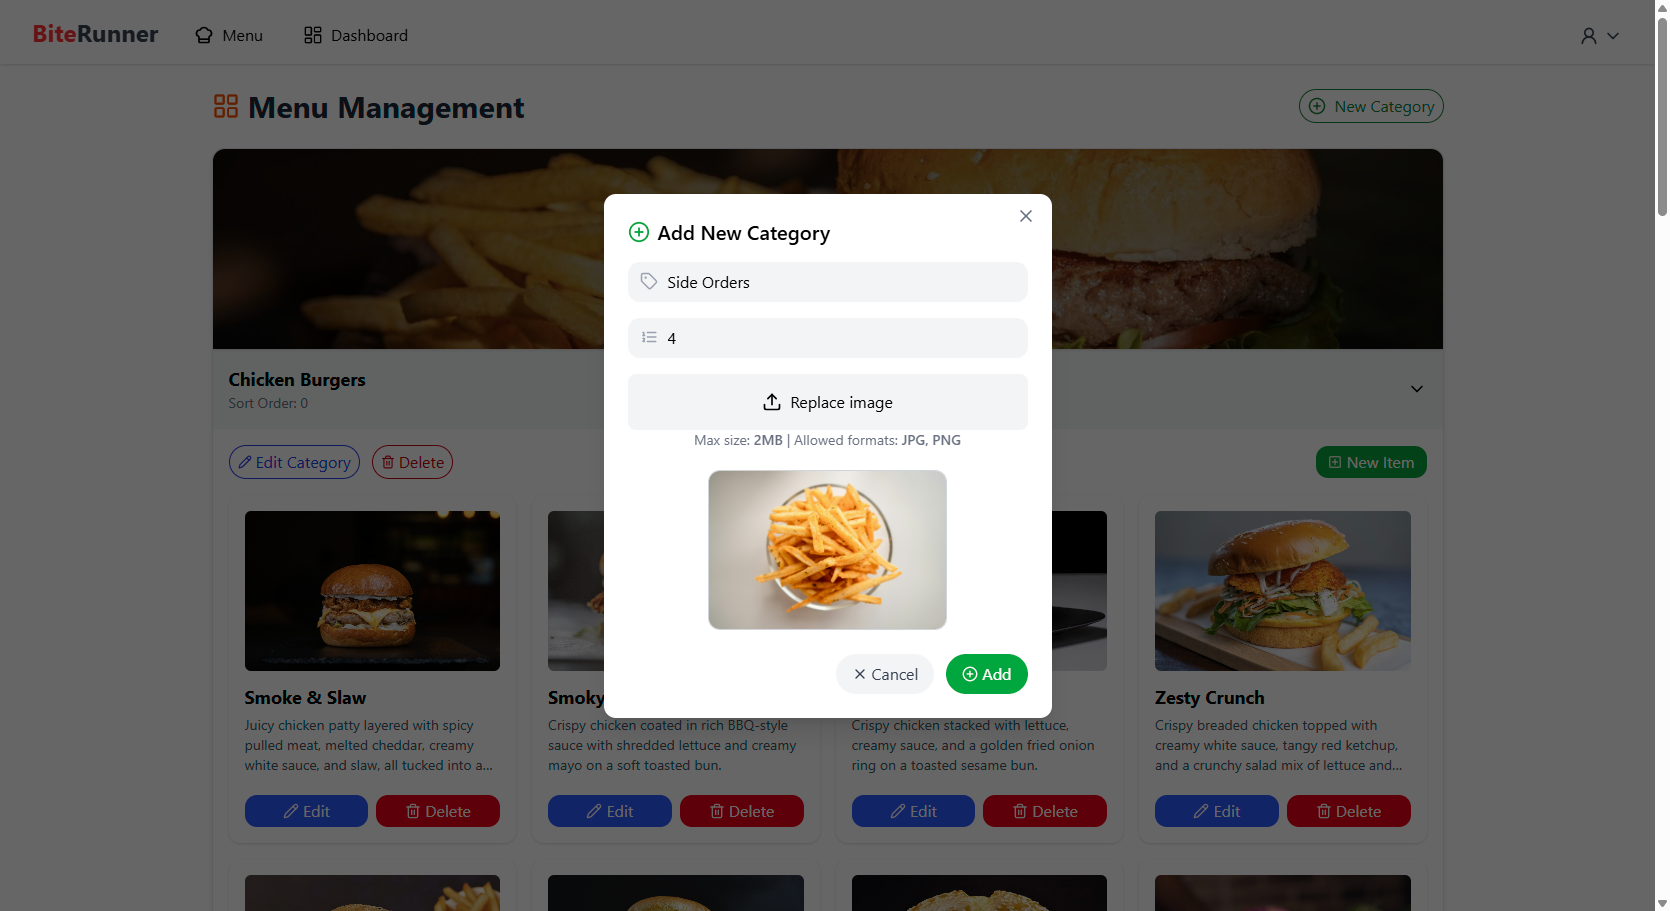 BiteRunner
Menu
Dashboard
Menu Management
New Category
Add New Category
Side Orders
4
Replace image
Max size: 2MB | Allowed formats: JPG, PNG
Cancel
Add
Chicken Burgers
Sort Order: 0
Edit Category
Delete
New Item
Smoke & Slaw
Juicy chicken patty layered with spicy
pulled meat, melted cheddar, creamy
white sauce, and slaw, all tucked into a...
Edit
Delete
Smoky
Crispy chicken coated in rich BBQ-style
sauce with shredded lettuce and creamy
mayo on a soft toasted bun.
Edit
Delete
Crispy chicken stacked with lettuce,
creamy sauce, and a golden fried onion
ring on a toasted sesame bun.
Edit
Delete
Zesty Crunch
Crispy breaded chicken topped with
creamy white sauce, tangy red ketchup,
and a crunchy salad mix of lettuce and...
Edit
Delete